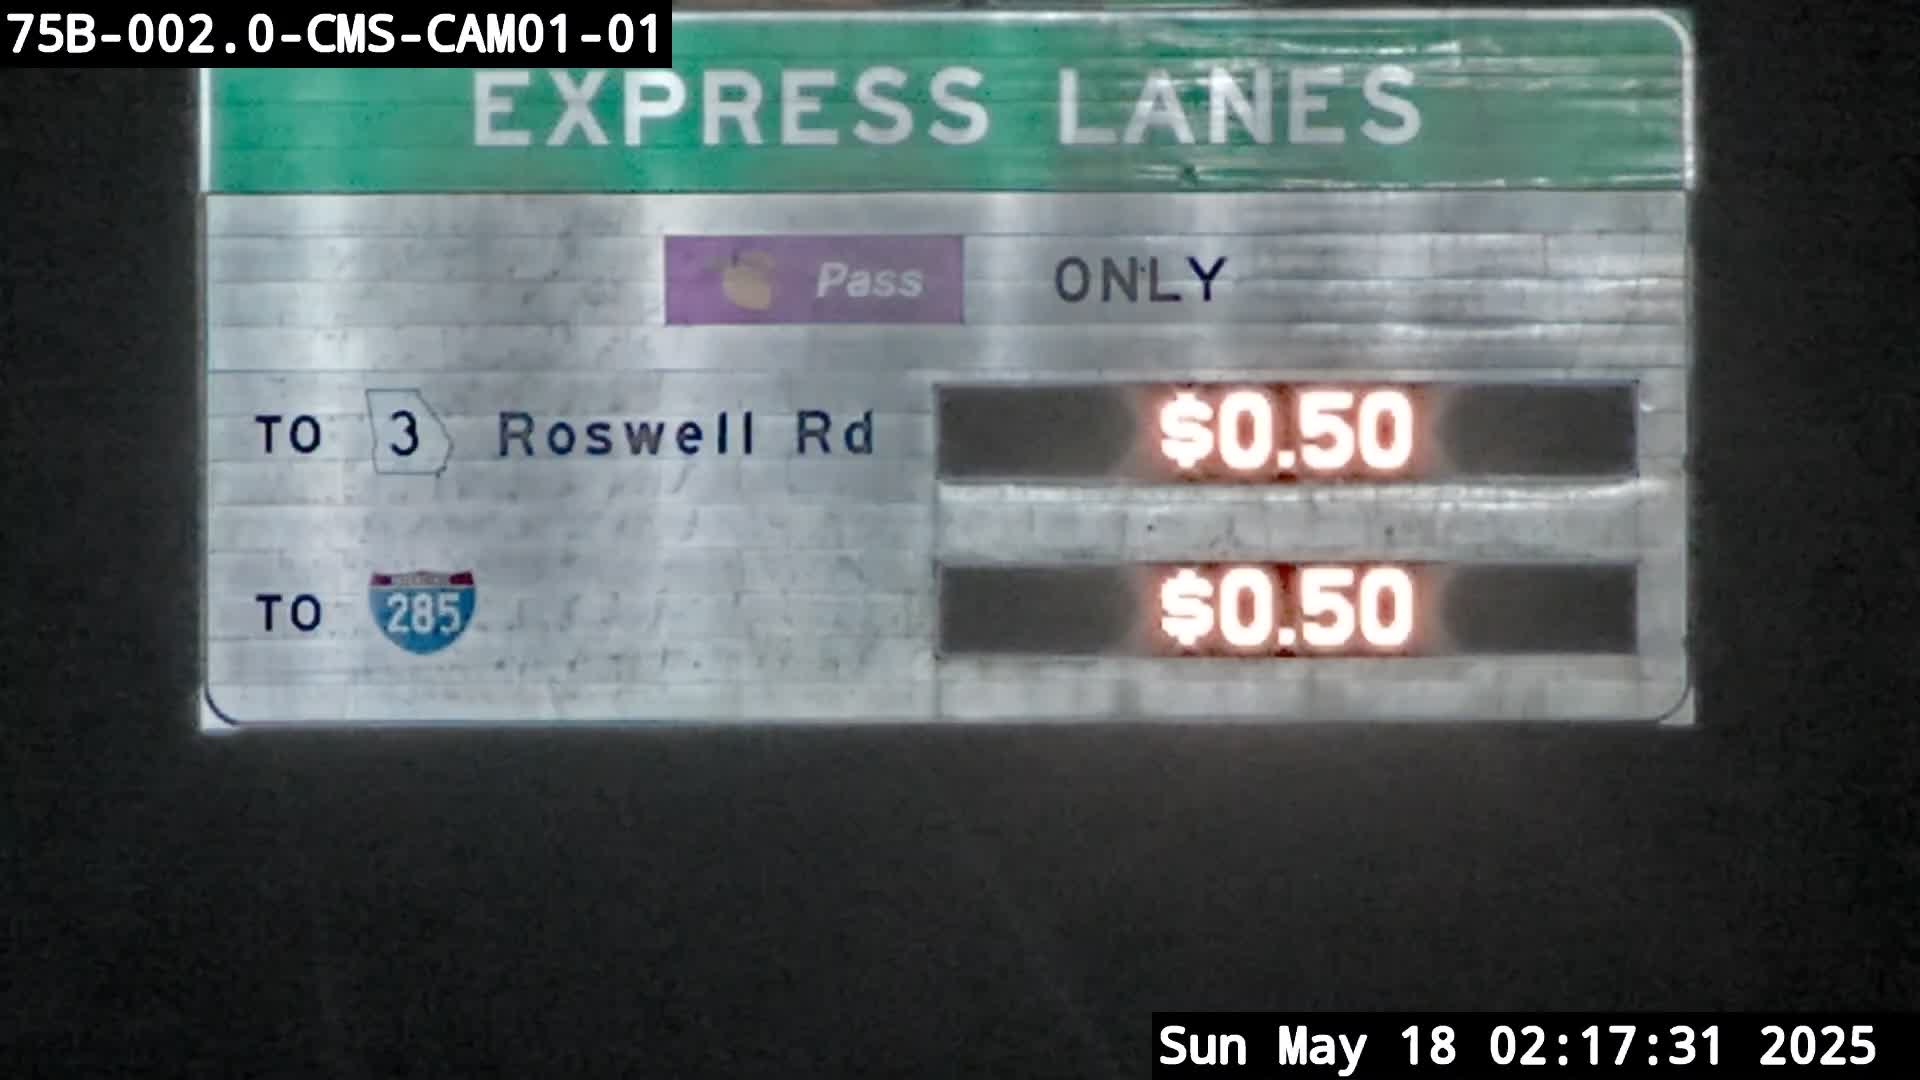 75B-002.0-CMS-CAM01-01
EXPRESS LANES
Pass ONLY
TO 3 Roswell Rd $0.50
TO 285 $0.50
Sun May 18 02:17:31 2025